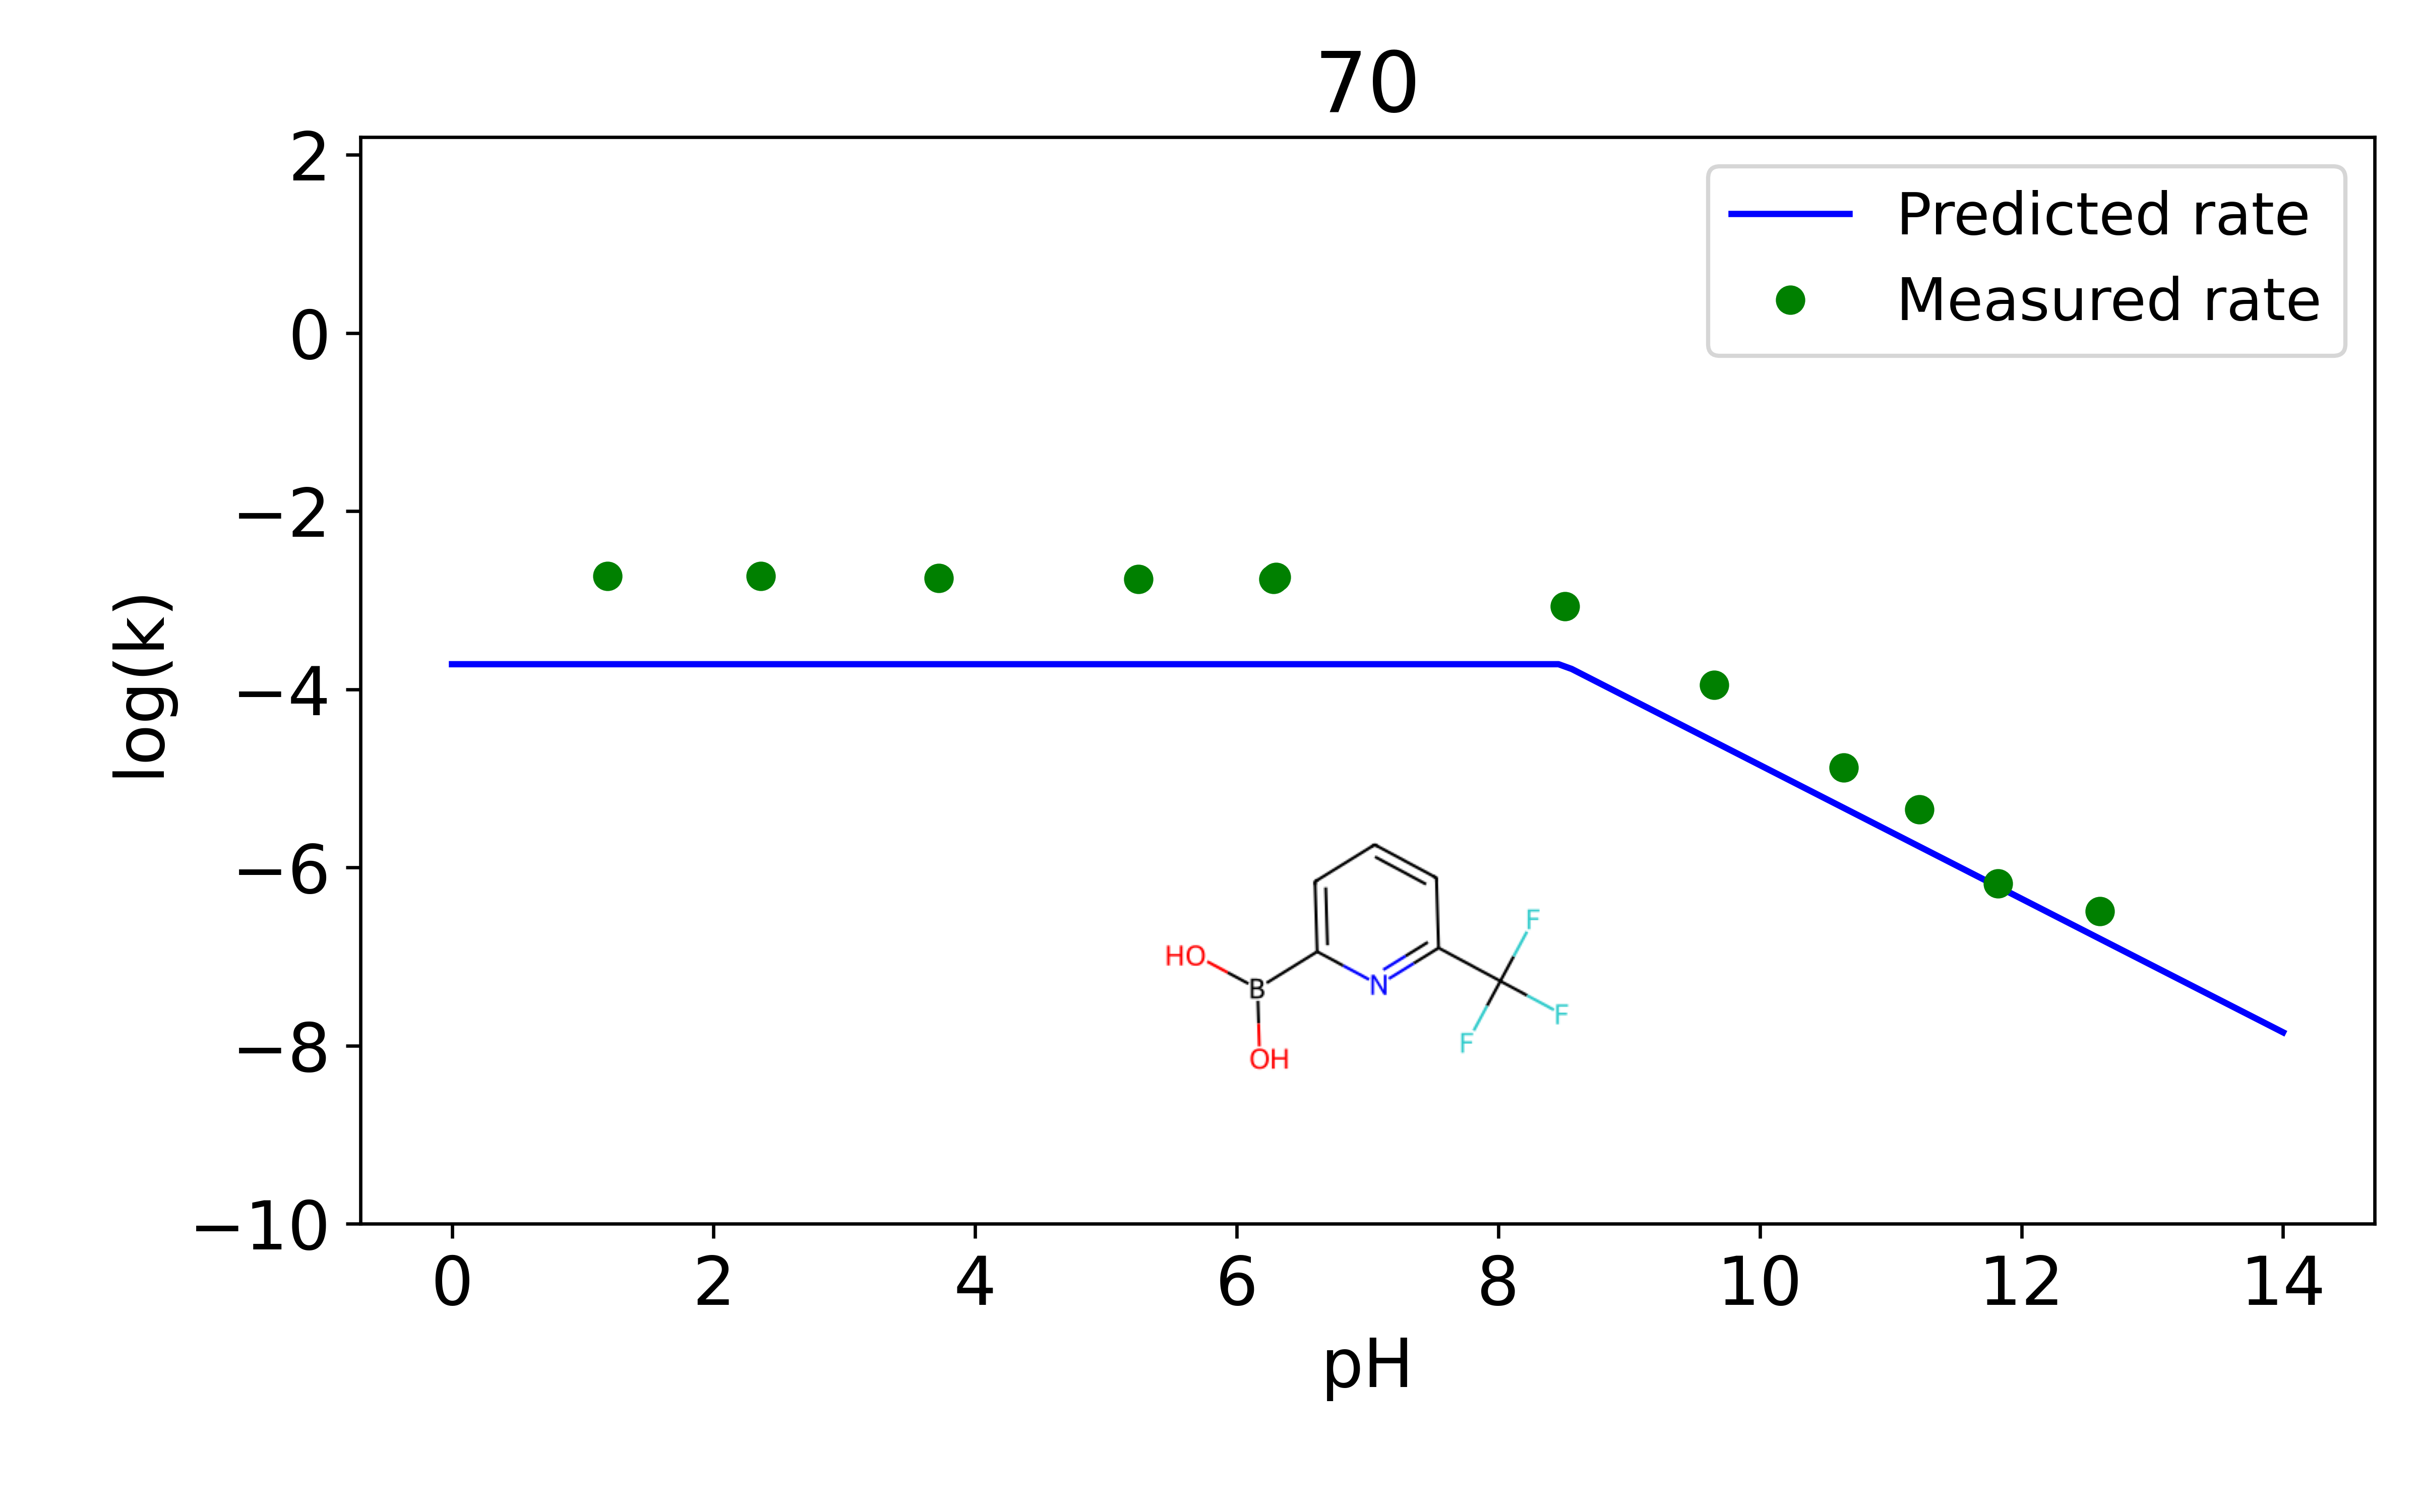 70
2
0
−2
−4
−6
−8
−10
log(k)
Predicted rate
Measured rate
HO
B
OH
N
F
F
F
0 2 4 6 8 10 12 14
pH